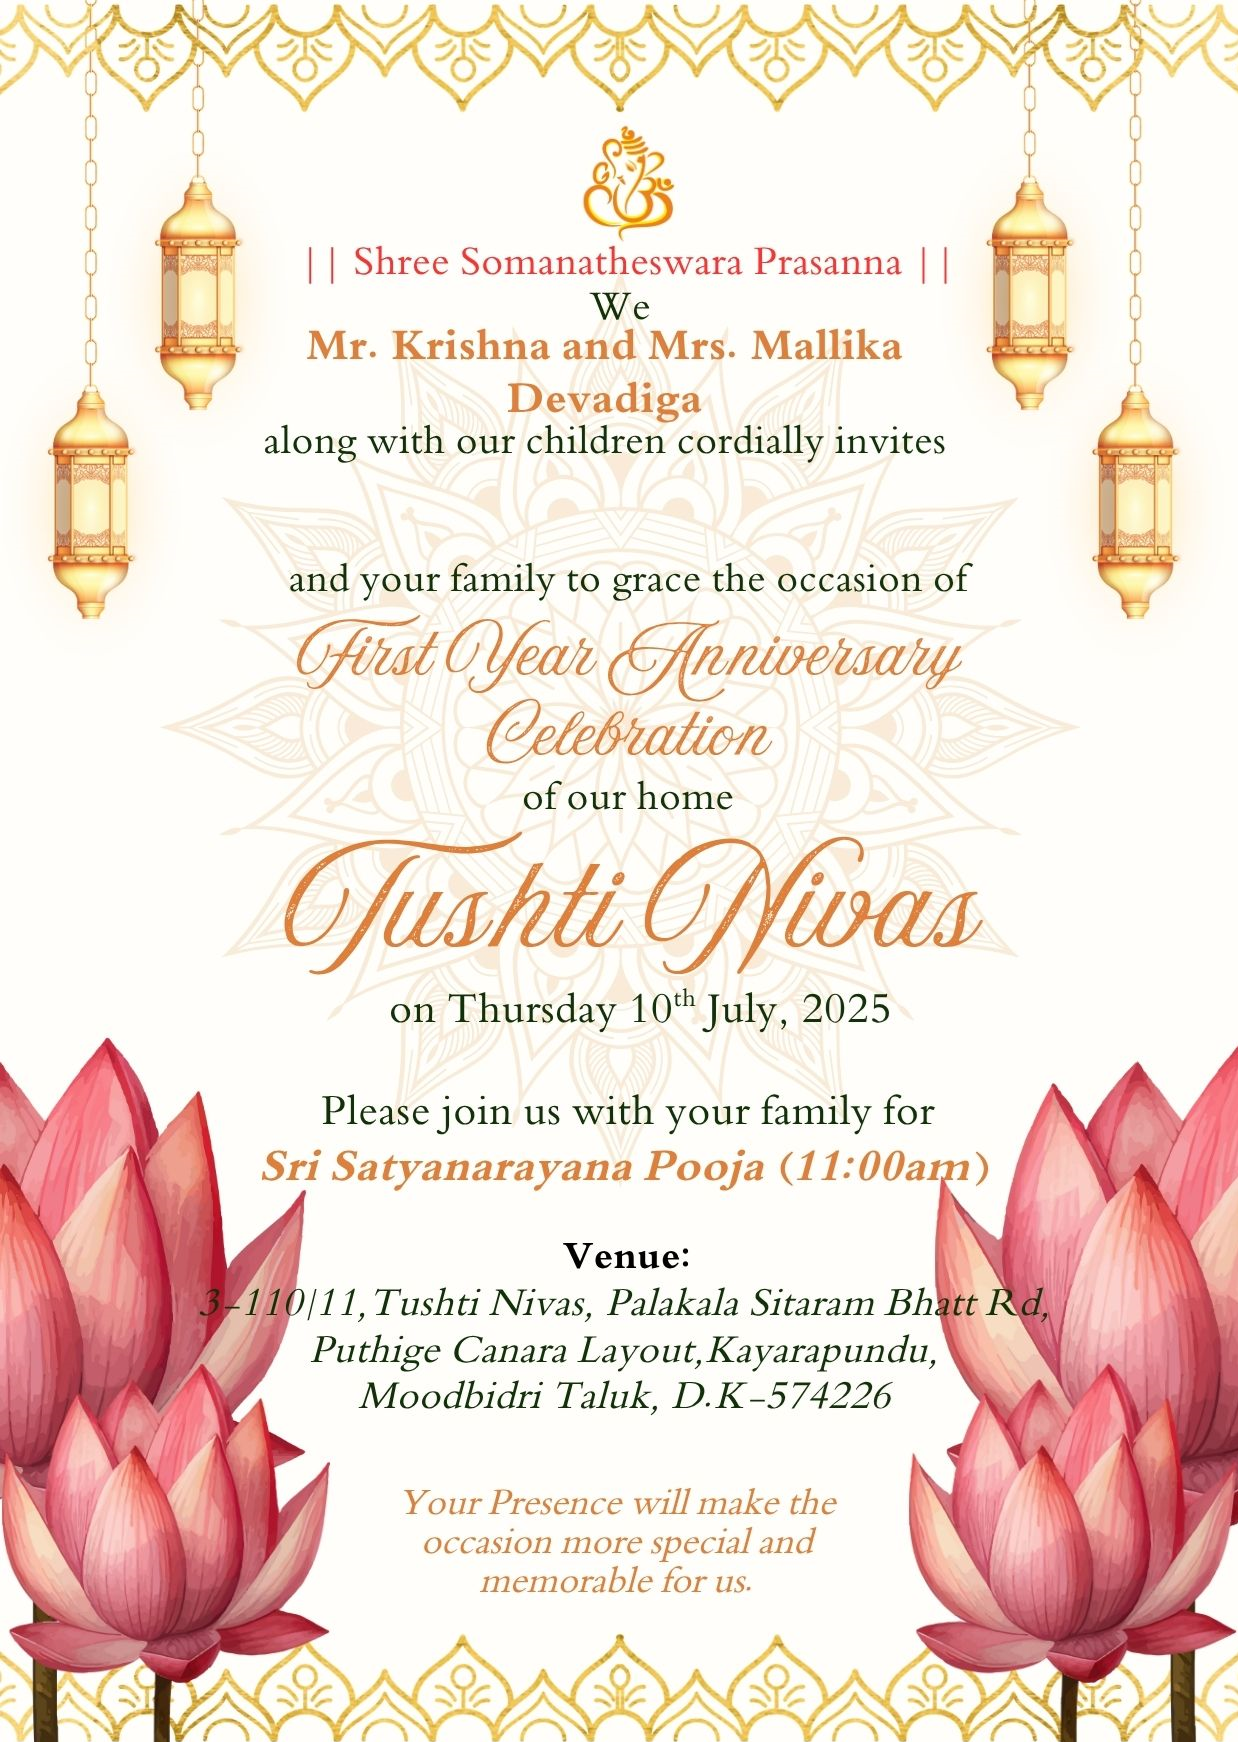 || Shree Somanatheswara Prasanna ||
We
Mr. Krishna and Mrs. Mallika
Devadiga
along with our children cordially invites
and your family to grace the occasion of
First Year Anniversary
Celebration
of our home
Tushti Nivas
on Thursday 10th July, 2025
Please join us with your family for
Sri Satyanarayana Pooja (11:00am)
Venue:
3-110/11,Tushti Nivas, Palakala Sitaram Bhatt Rd,
Puthige Canara Layout,Kayarapundu,
Moodbidri Taluk, D.K-574226
Your Presence will make the
occasion more special and
memorable for us.